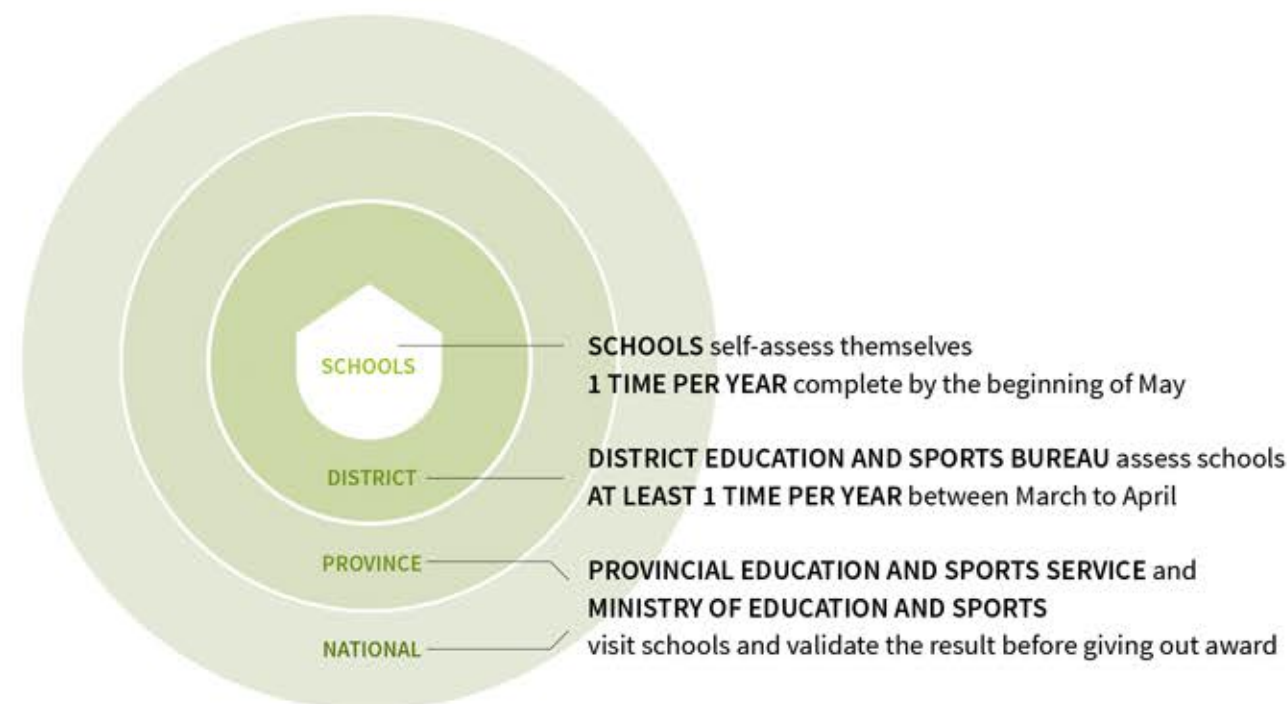 SCHOOLS
SCHOOLS self-assess themselves
1 TIME PER YEAR complete by the beginning of May
DISTRICT
DISTRICT EDUCATION AND SPORTS BUREAU assess schools
AT LEAST 1 TIME PER YEAR between March to April
PROVINCE
PROVINCIAL EDUCATION AND SPORTS SERVICE and
MINISTRY OF EDUCATION AND SPORTS
NATIONAL
visit schools and validate the result before giving out award